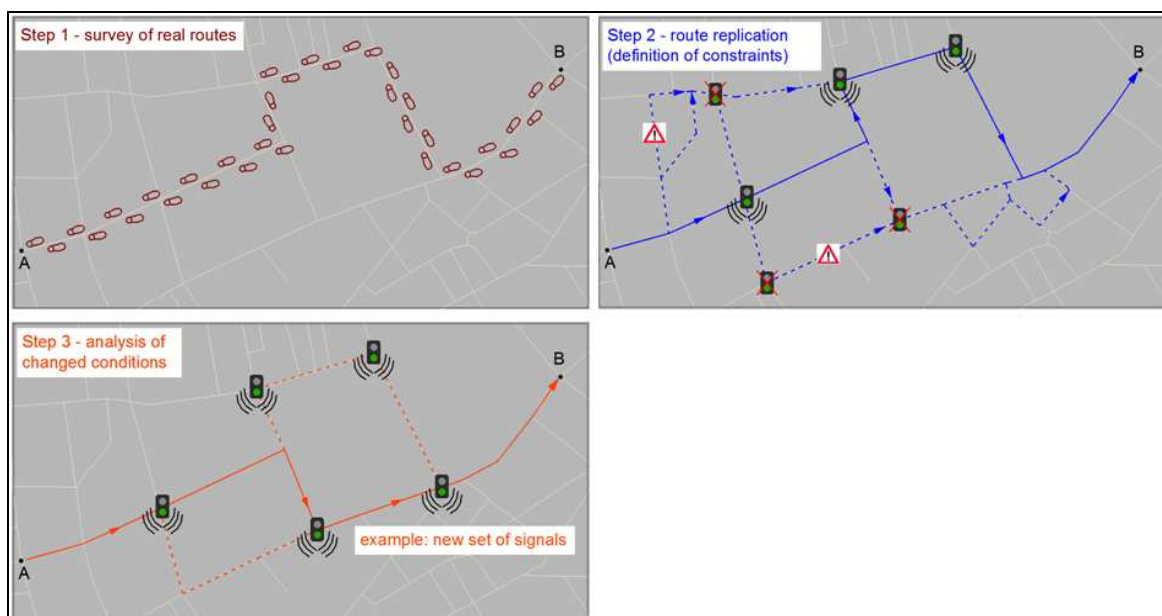 Step 1 - survey of real routes
B
A
Step 2 - route replication
(definition of constraints)
B
A
Step 3 - analysis of
changed conditions
B
A
example: new set of signals